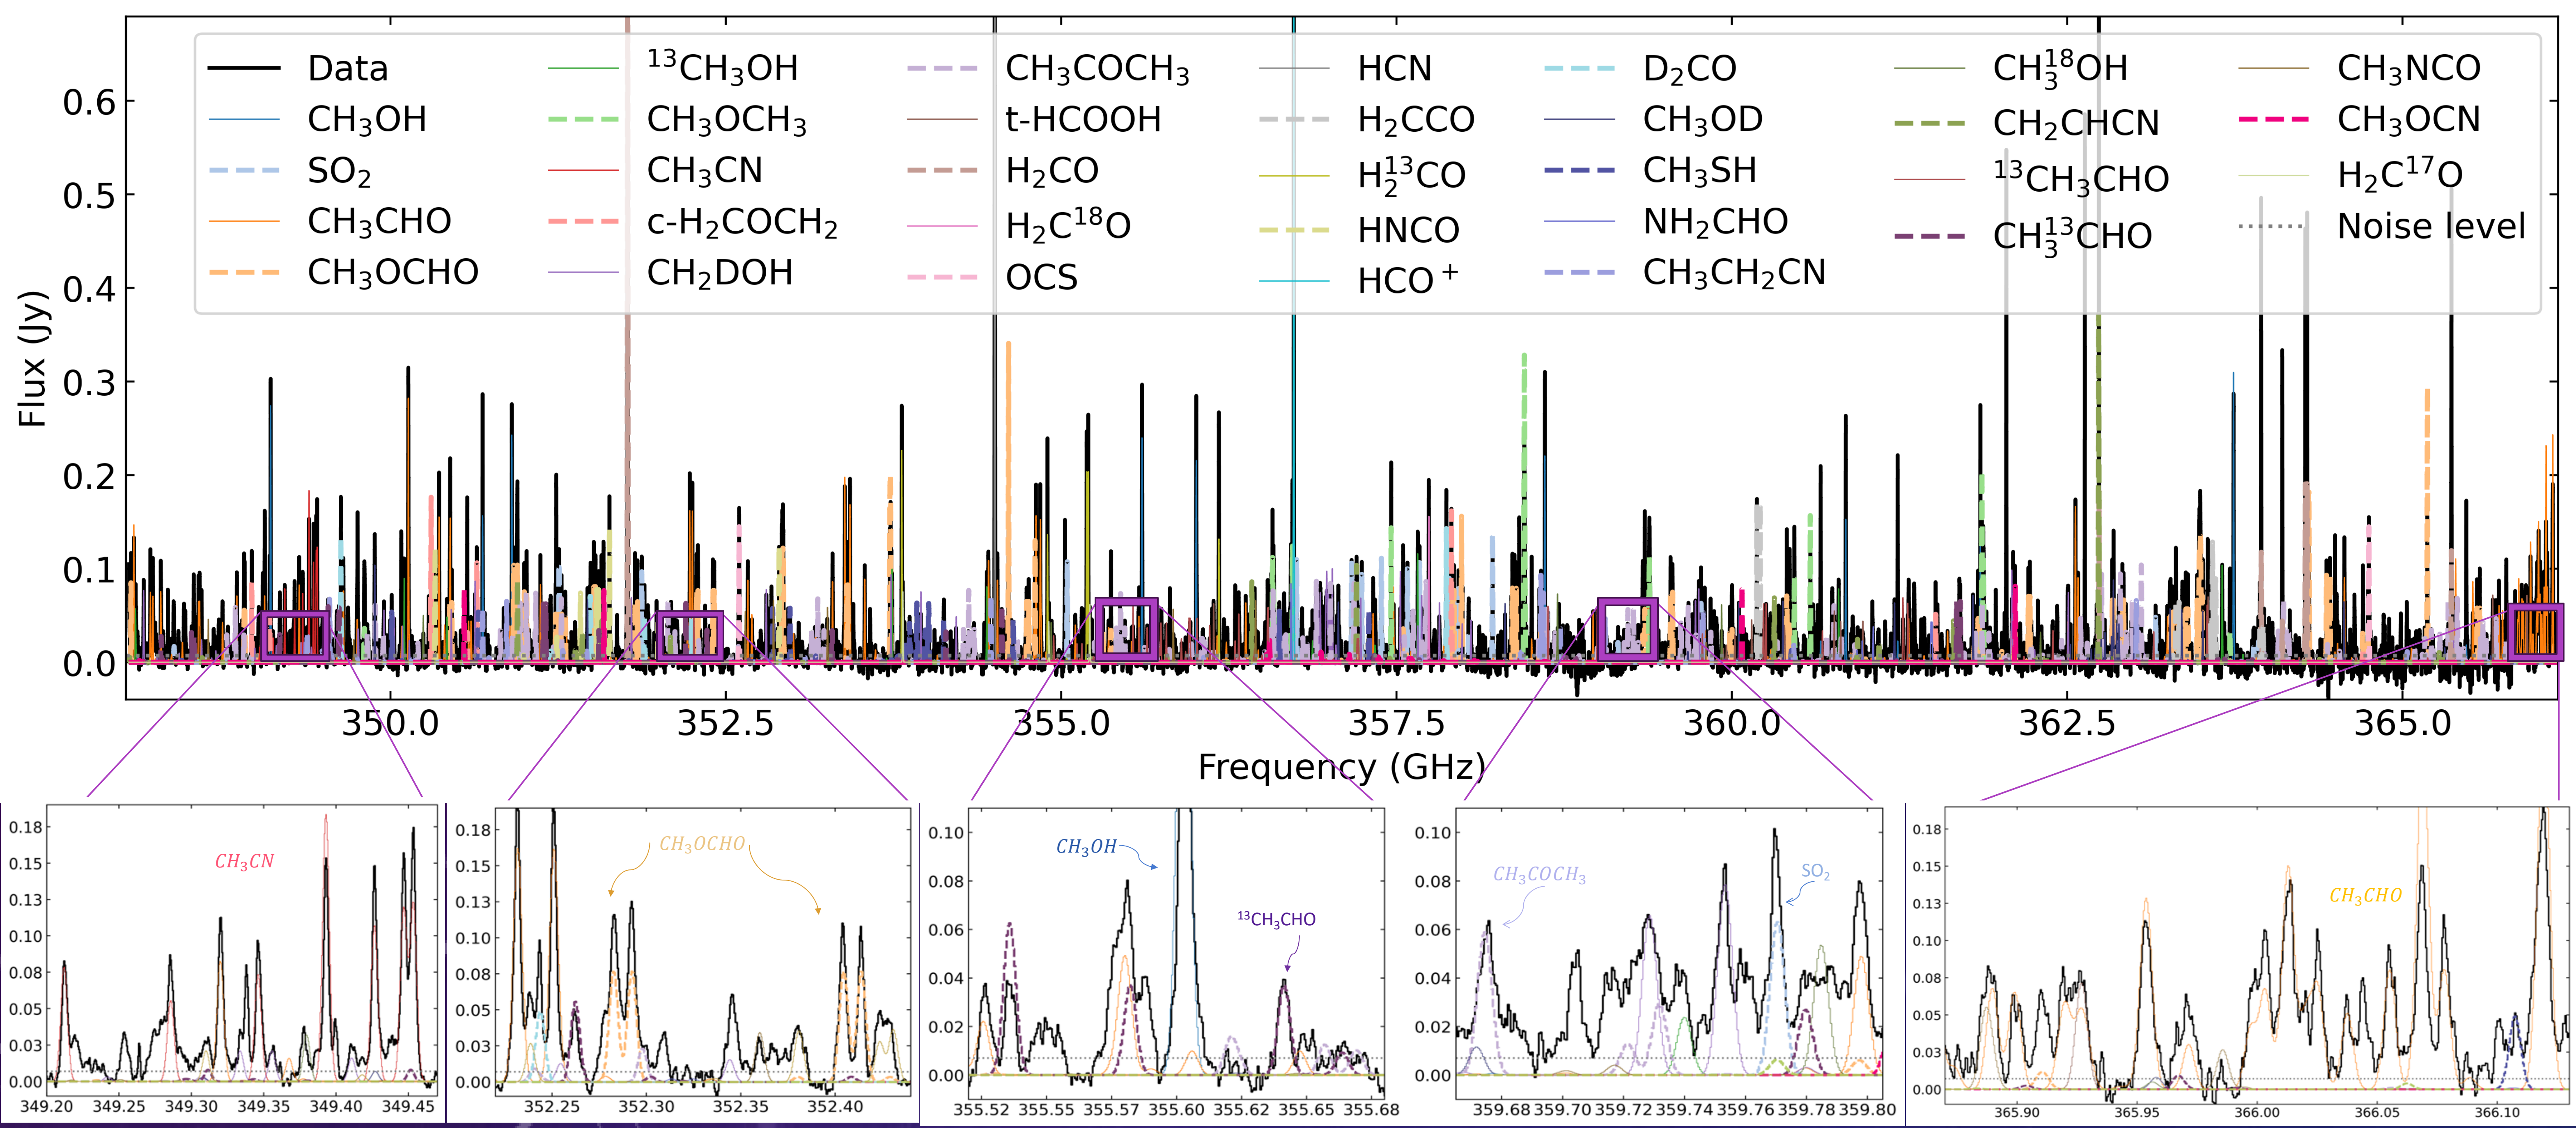 Data
CH₃OH
SO₂
CH₃CHO
CH₃OCHO
¹³CH₃OH
CH₃OCH₃
CH₃CN
c-H₂COCH₂
CH₂DOH
CH₃COCH₃
t-HCOOH
H₂CO
H₂C¹⁸O
OCS
HCN
H₂CCO
H₂¹³CO
HNCO
HCO⁺
D₂CO
CH₃OD
CH₃SH
NH₂CHO
CH₃CH₂CN
CH₃¹⁸OH
CH₂CHCN
¹³CH₃CHO
CH₃¹³CHO
CH₃NCO
CH₃OCN
H₂C¹⁷O
Noise level
Flux (Jy)
0.6
0.5
0.4
0.3
0.2
0.1
0.0
350.0 352.5 355.0 357.5 360.0 362.5 365.0
Frequency (GHz)
0.18
0.15
0.13
0.10
0.08
0.05
0.03
0.00
CH₃CN
349.20 349.25 349.30 349.35 349.40 349.45
0.18
0.15
0.13
0.10
0.08
0.05
0.03
0.00
CH₃OCHO
352.25 352.30 352.35 352.40
0.10
0.08
0.06
0.04
0.02
0.00
CH₃OH
¹³CH₃CHO
355.52 355.55 355.57 355.60 355.62 355.65 355.68
0.10
0.08
0.06
0.04
0.02
0.00
CH₃COCH₃
SO₂
359.68 359.70 359.72 359.74 359.76 359.78 359.80
0.18
0.15
0.13
0.10
0.08
0.05
0.03
0.00
CH₃CHO
365.90 365.95 366.00 366.05 366.10